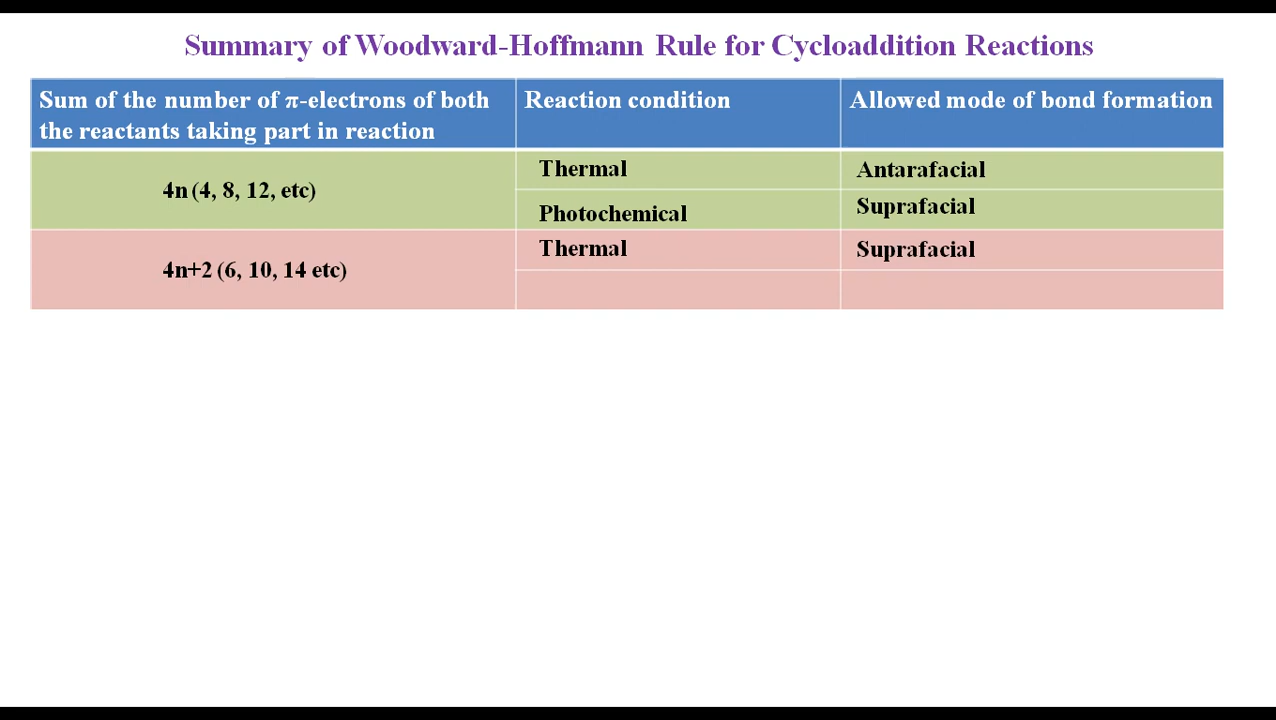 Summary of Woodward-Hoffmann Rule for Cycloaddition Reactions
Sum of the number of π-electrons of both
the reactants taking part in reaction
Reaction condition
Allowed mode of bond formation
4n (4, 8, 12, etc)
Thermal
Antarafacial
Photochemical
Suprafacial
4n+2 (6, 10, 14 etc)
Thermal
Suprafacial